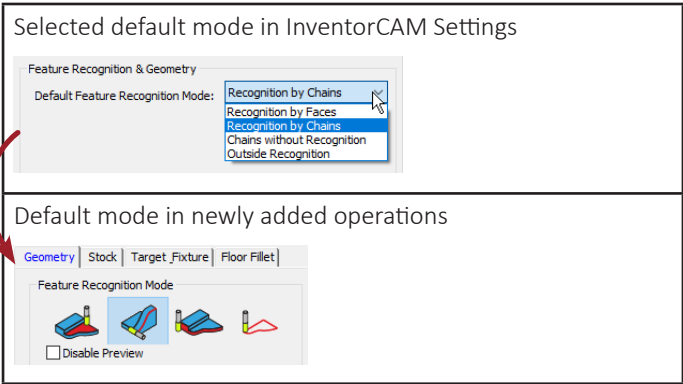 Selected default mode in InventorCAM Settings
Feature Recognition & Geometry
Default Feature Recognition Mode: Recognition by Chains
Recognition by Faces
Recognition by Chains
Chains without Recognition
Outside Recognition
Default mode in newly added operations
Geometry Stock Target Fixture Floor Fillet
Feature Recognition Mode
Disable Preview